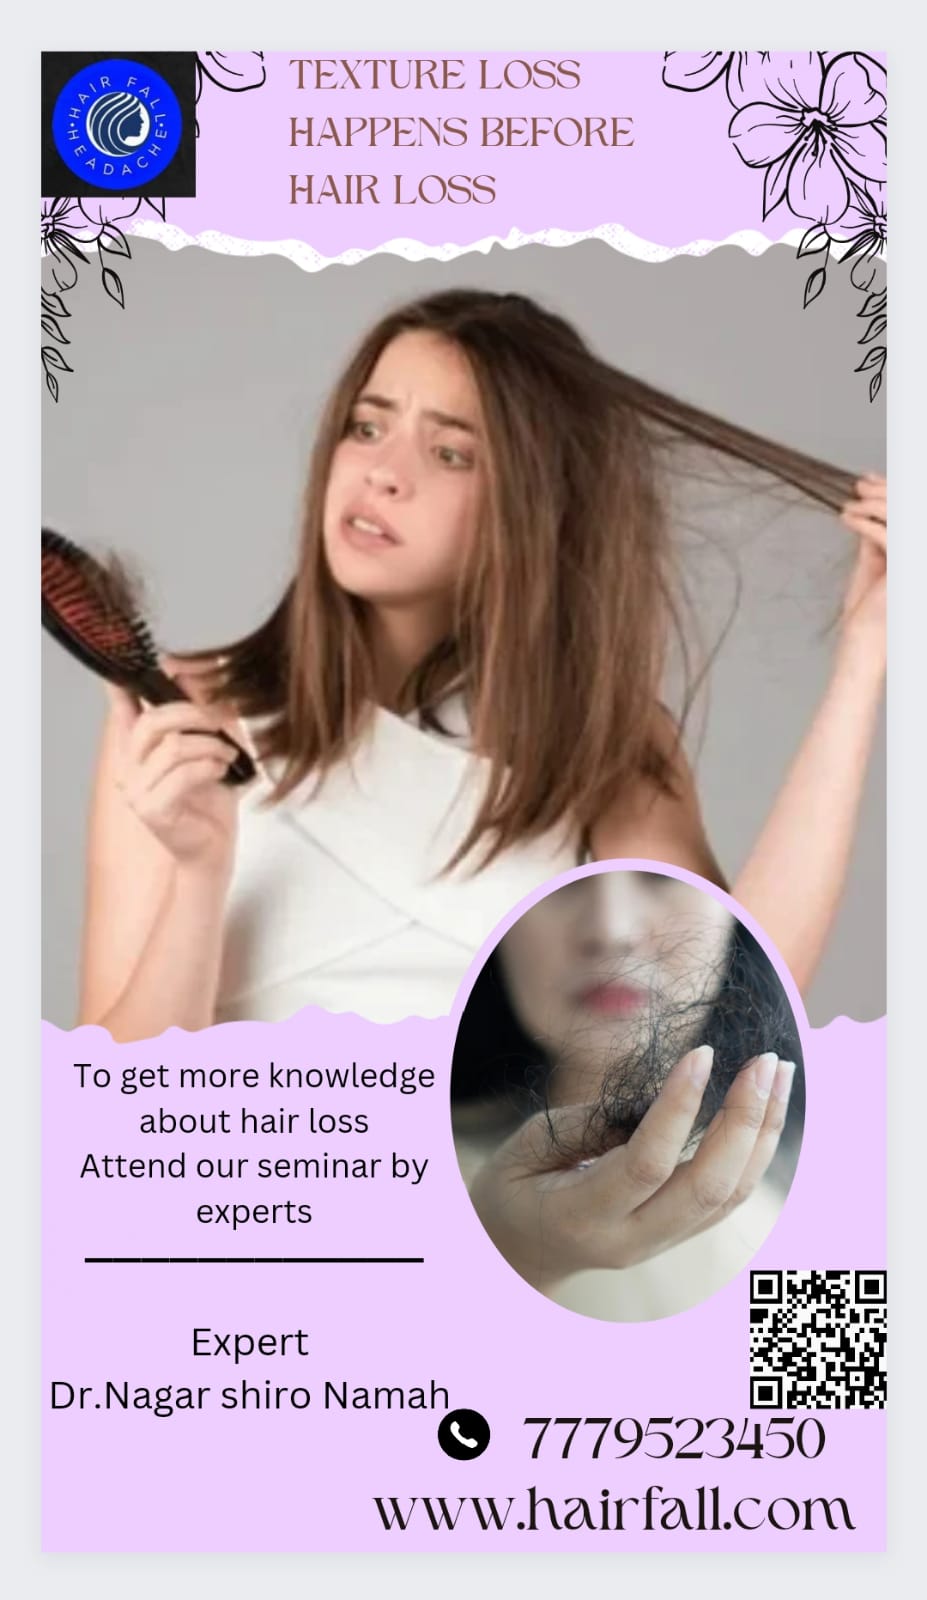 HAIR FALL
HEADACHE
TEXTURE LOSS
HAPPENS BEFORE
HAIR LOSS
To get more knowledge
about hair loss
Attend our seminar by
experts
Expert
Dr.Nagar shiro Namah
7779523450
www.hairfall.com